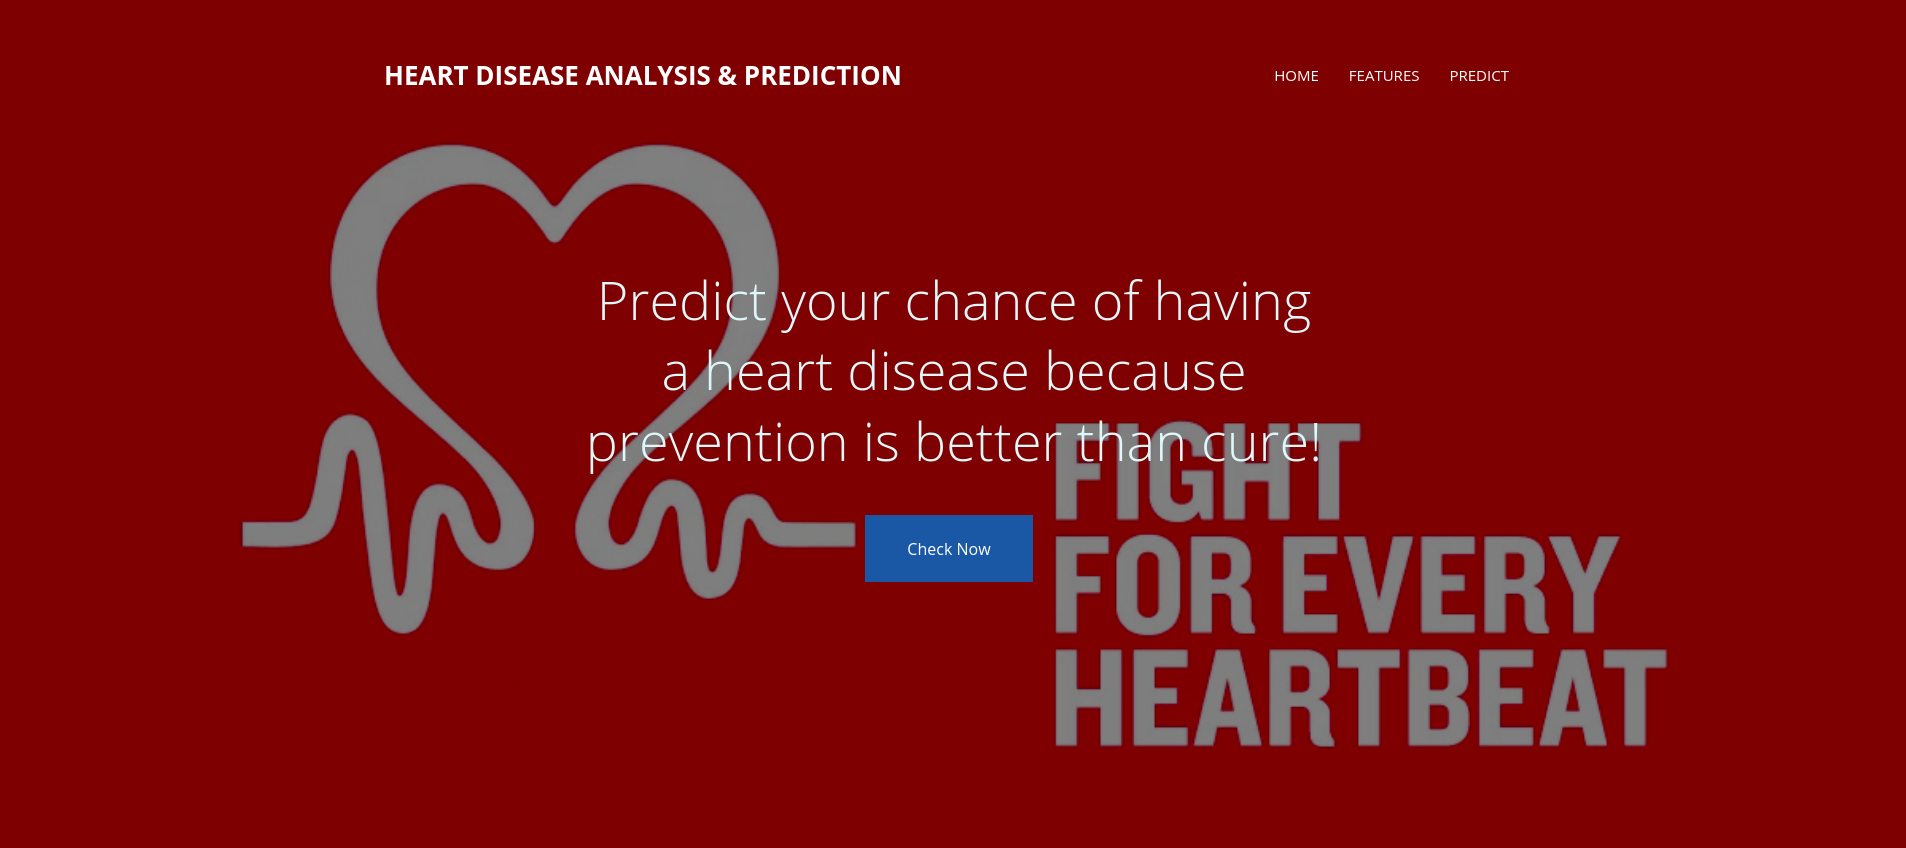 HEART DISEASE ANALYSIS & PREDICTION
HOME FEATURES PREDICT
Predict your chance of having
a heart disease because
prevention is better than cure!
Check Now
FIGHT
FOR EVERY
HEARTBEAT